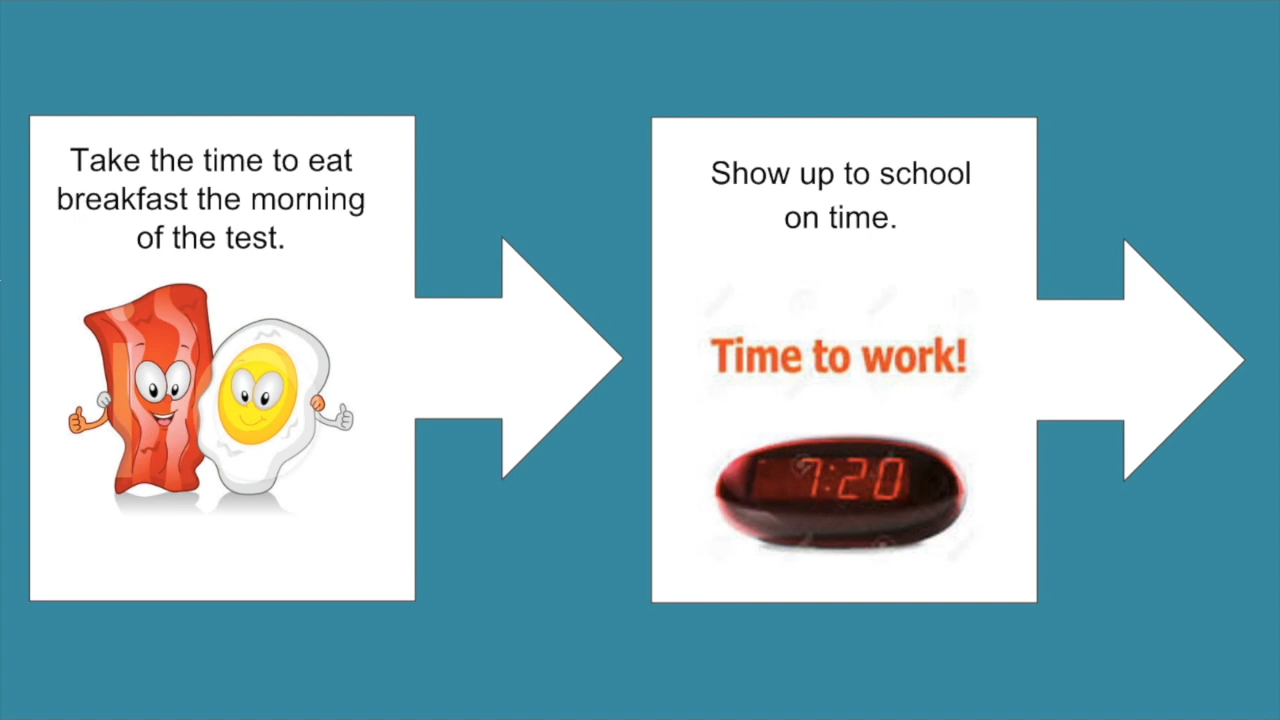 Take the time to eat
breakfast the morning
of the test.
Show up to school
on time.
Time to work!
7:20